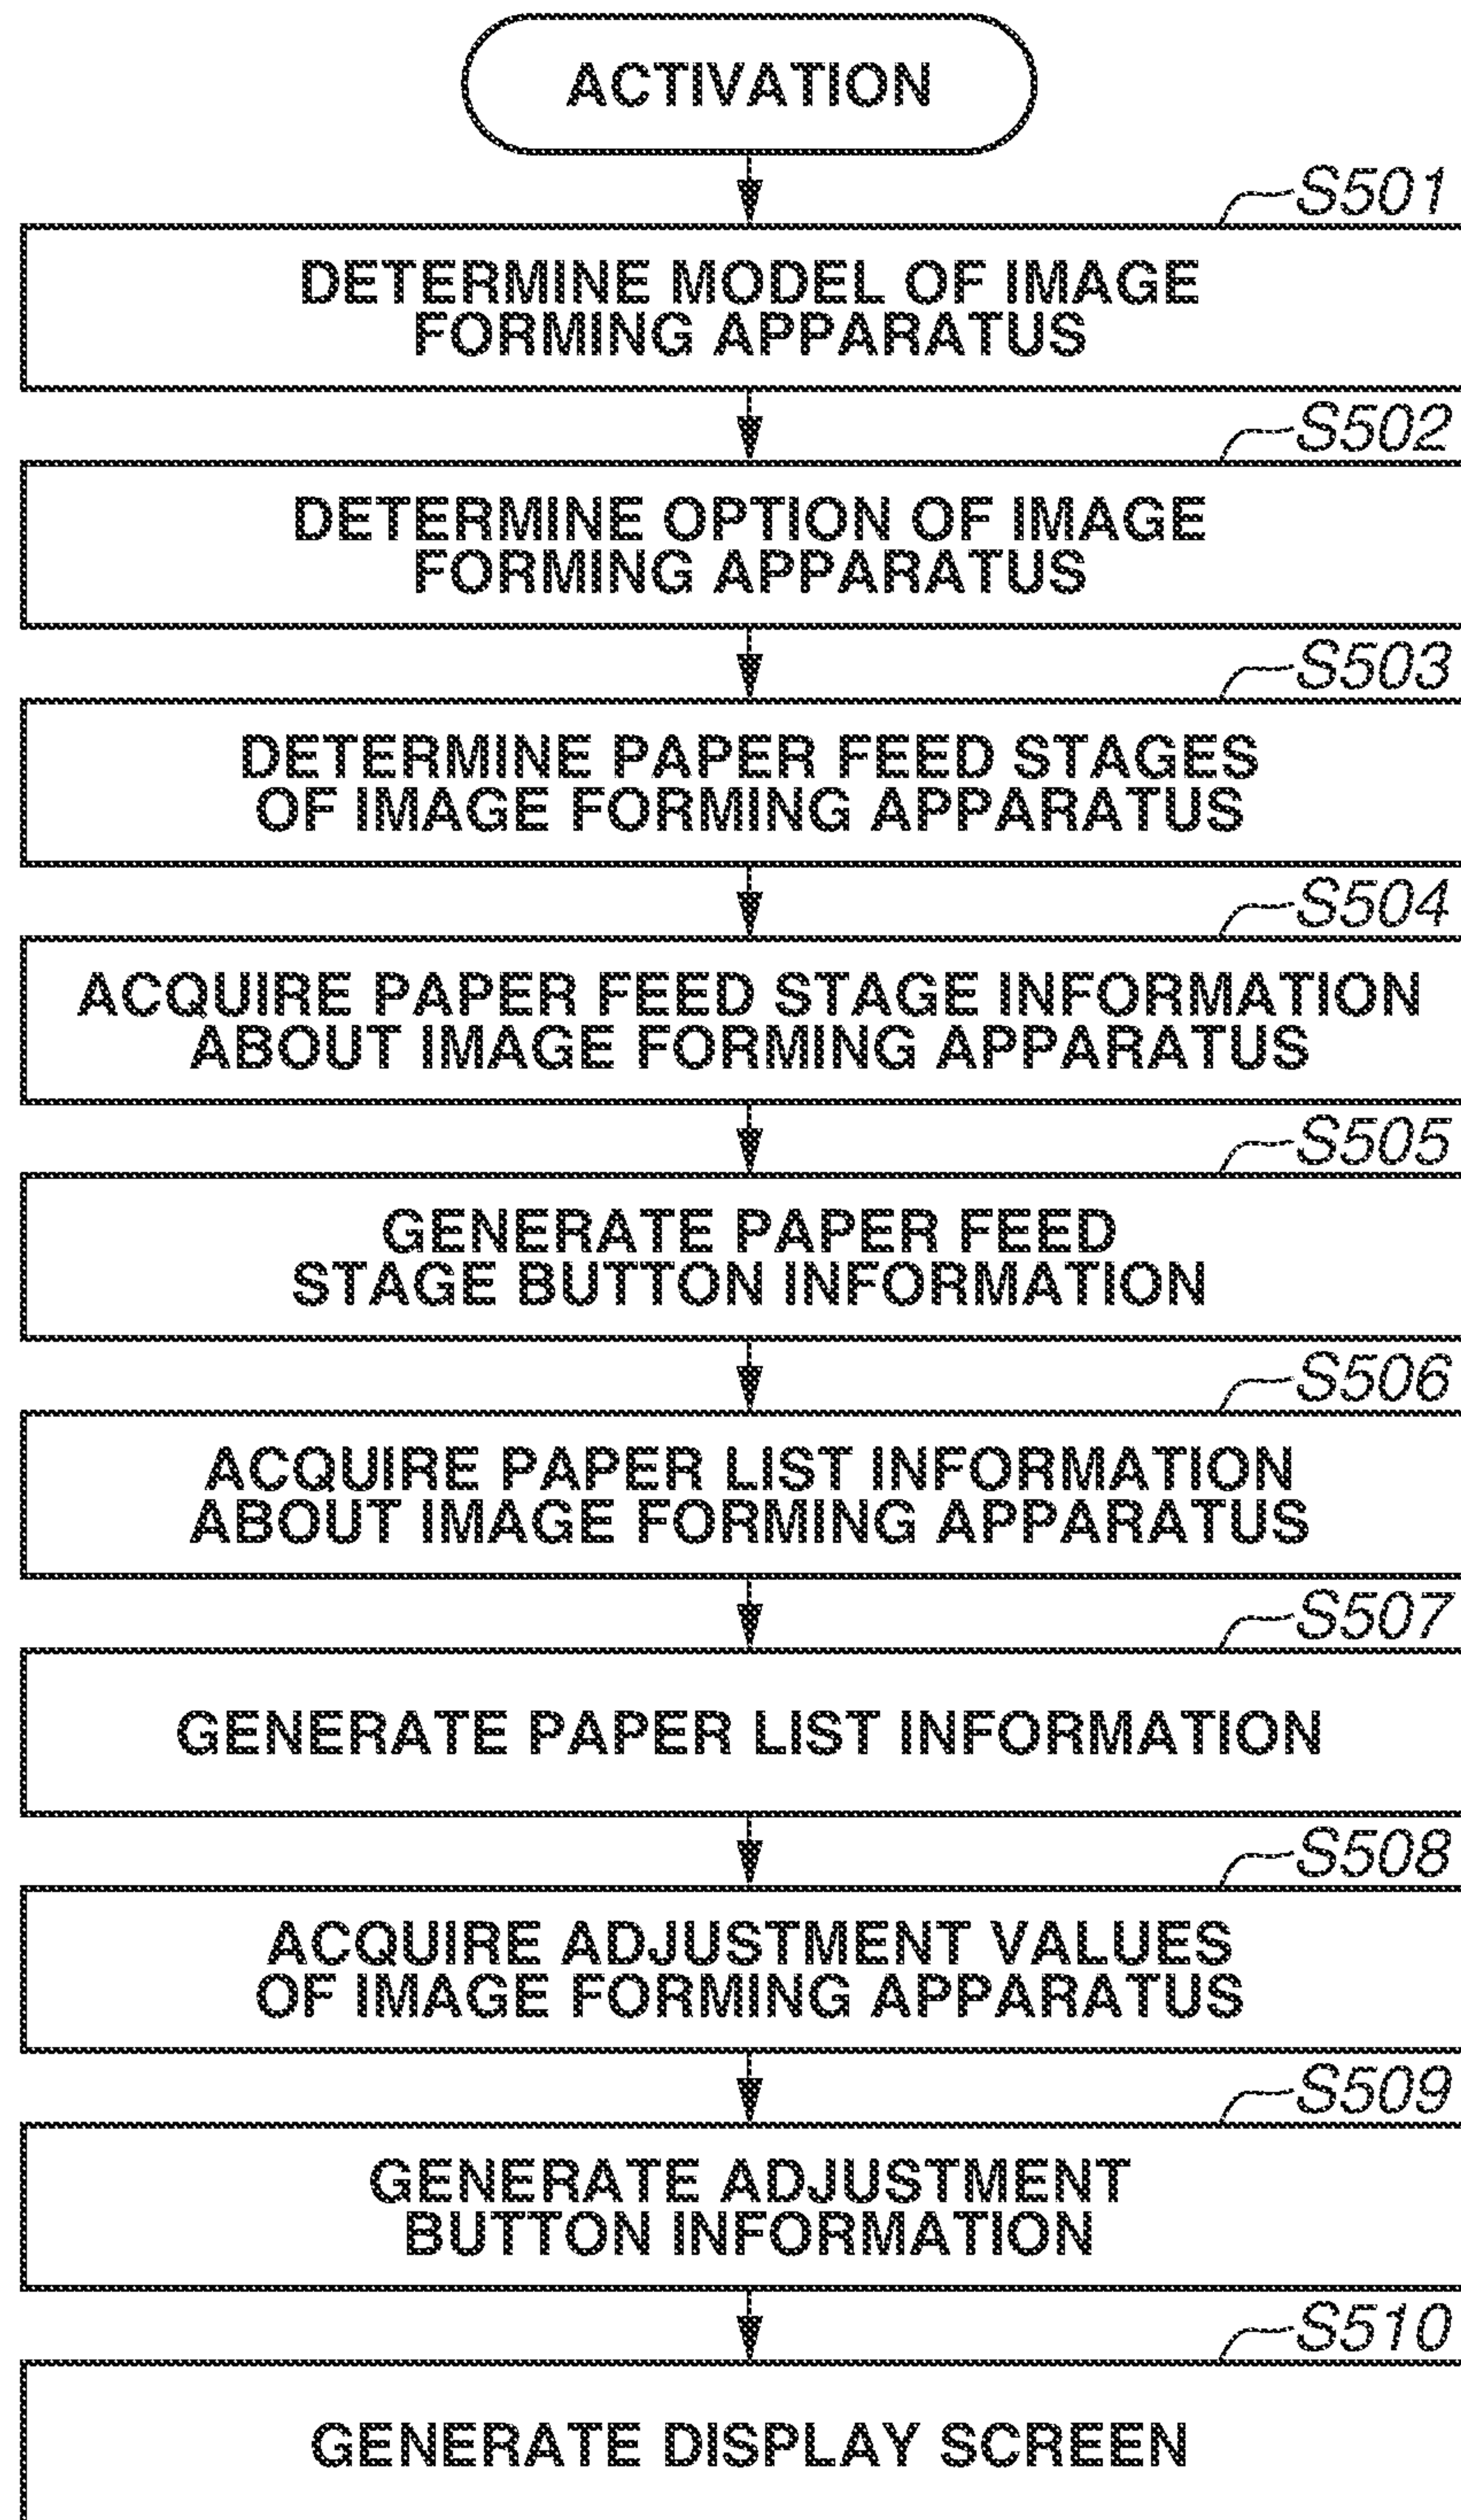 ACTIVATION
S501
DETERMINE MODEL OF IMAGE
FORMING APPARATUS
S502
DETERMINE OPTION OF IMAGE
FORMING APPARATUS
S503
DETERMINE PAPER FEED STAGES
OF IMAGE FORMING APPARATUS
S504
ACQUIRE PAPER FEED STAGE INFORMATION
ABOUT IMAGE FORMING APPARATUS
S505
GENERATE PAPER FEED
STAGE BUTTON INFORMATION
S506
ACQUIRE PAPER LIST INFORMATION
ABOUT IMAGE FORMING APPARATUS
S507
GENERATE PAPER LIST INFORMATION
S508
ACQUIRE ADJUSTMENT VALUES
OF IMAGE FORMING APPARATUS
S509
GENERATE ADJUSTMENT
BUTTON INFORMATION
S510
GENERATE DISPLAY SCREEN